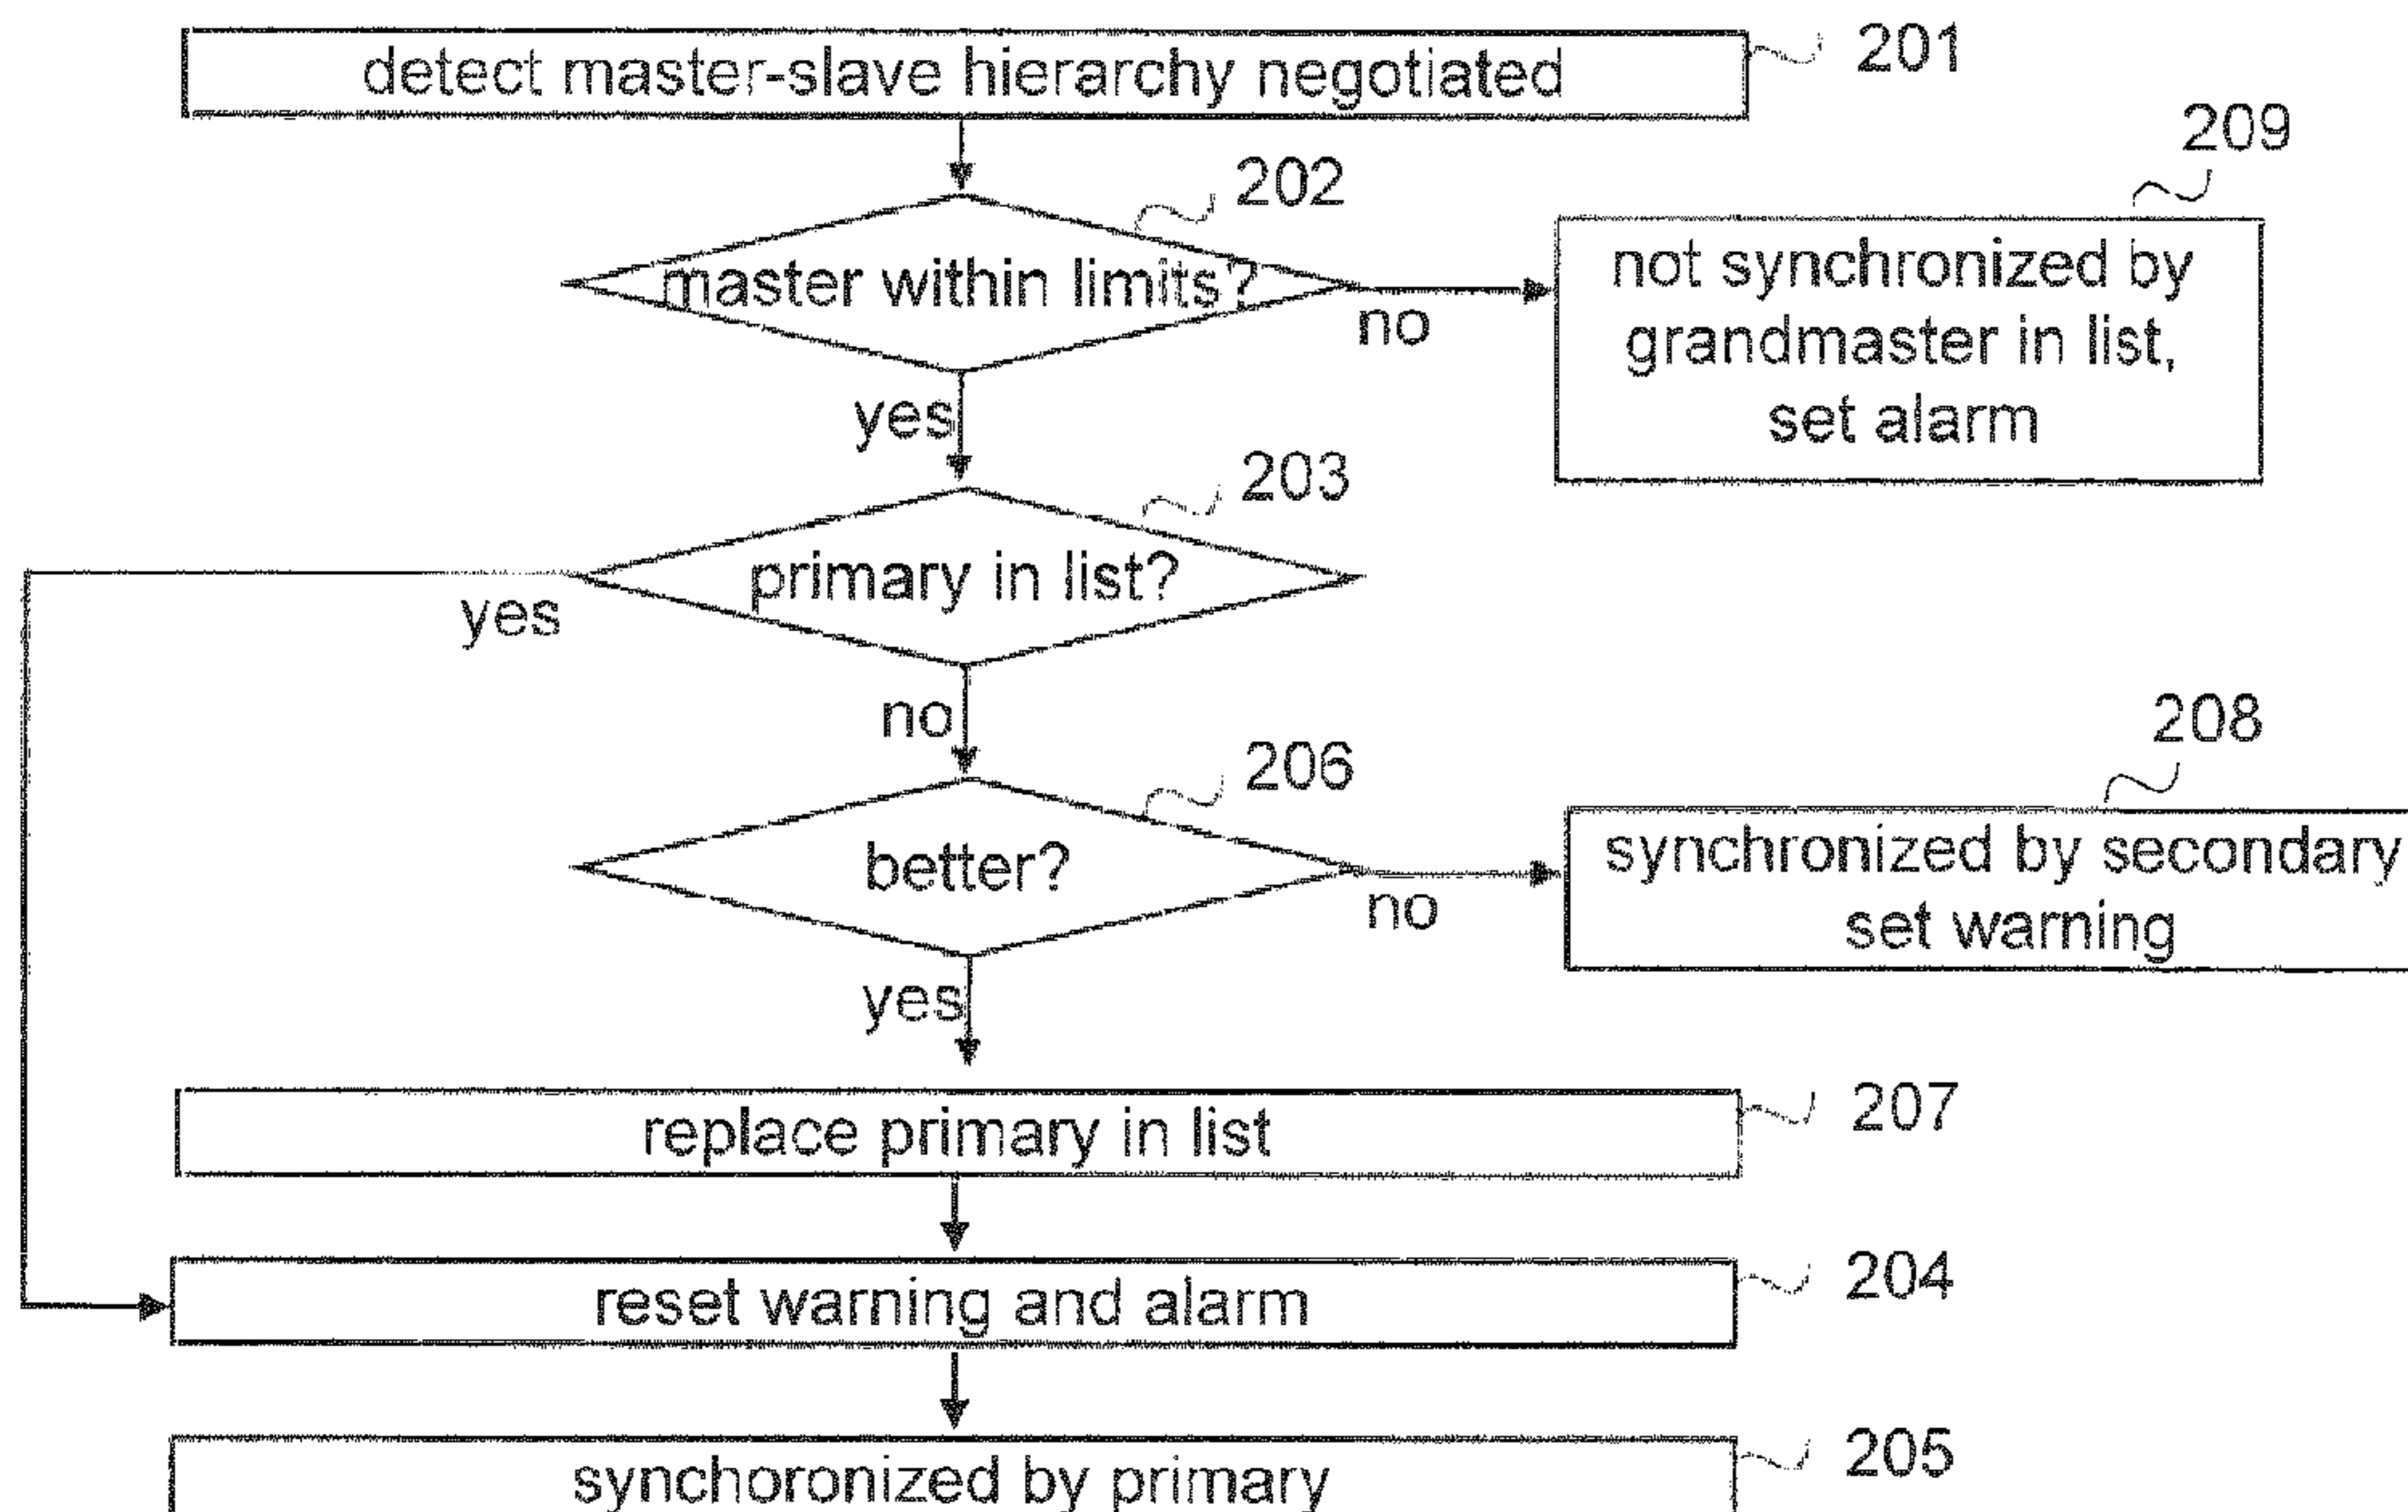 detect master-slave hierarchy negotiated
201
209
202
master within limits?
no
not synchronized by
grandmaster in list,
set alarm
yes
203
primary in list?
yes
no
206
208
better?
no
synchronized by secondary
set warning
yes
replace primary in list
207
reset warning and alarm
204
synchoronized by primary
205